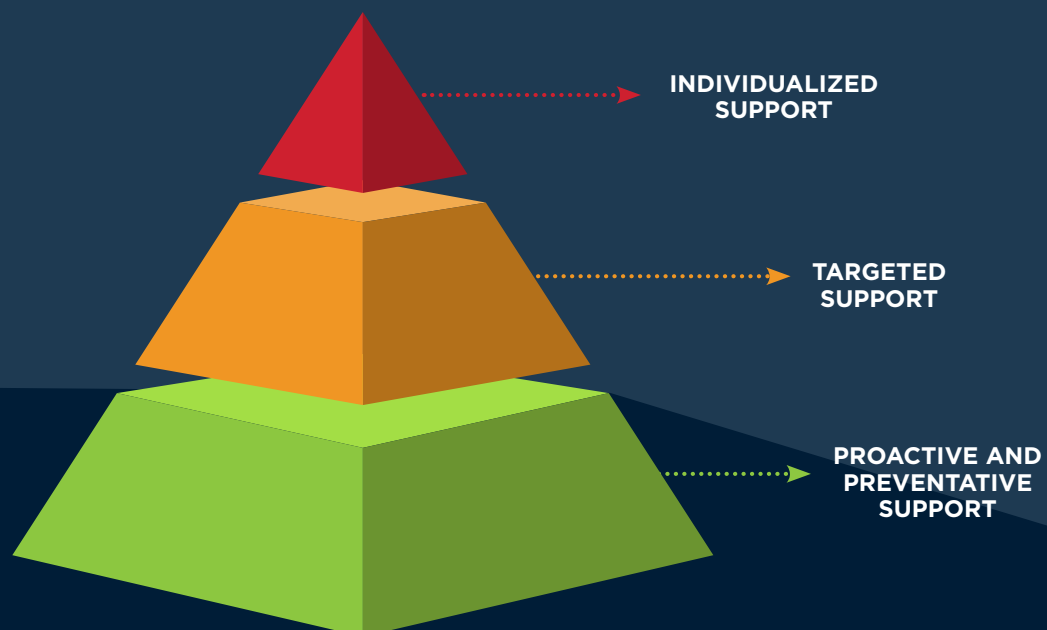 INDIVIDUALIZED
SUPPORT
TARGETED
SUPPORT
PROACTIVE AND
PREVENTATIVE
SUPPORT